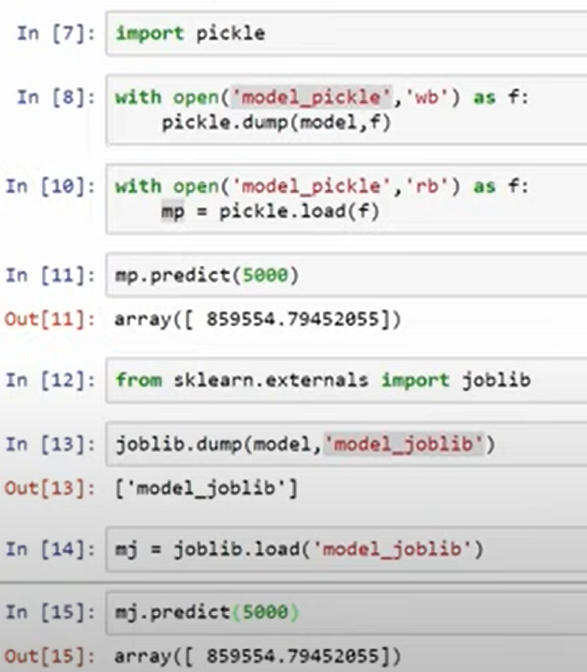 In [7]: import pickle
In [8]: with open('model_pickle','wb') as f:
pickle.dump(model,f)
In [10]: with open('model_pickle','rb') as f:
mp = pickle.load(f)
In [11]: mp.predict(5000)
Out[11]: array([ 859554.79452055])
In [12]: from sklearn.externals import joblib
In [13]: joblib.dump(model,'model_joblib')
Out[13]: ['model_joblib']
In [14]: mj = joblib.load('model_joblib')
In [15]: mj.predict(5000)
Out[15]: array([ 859554.79452055])